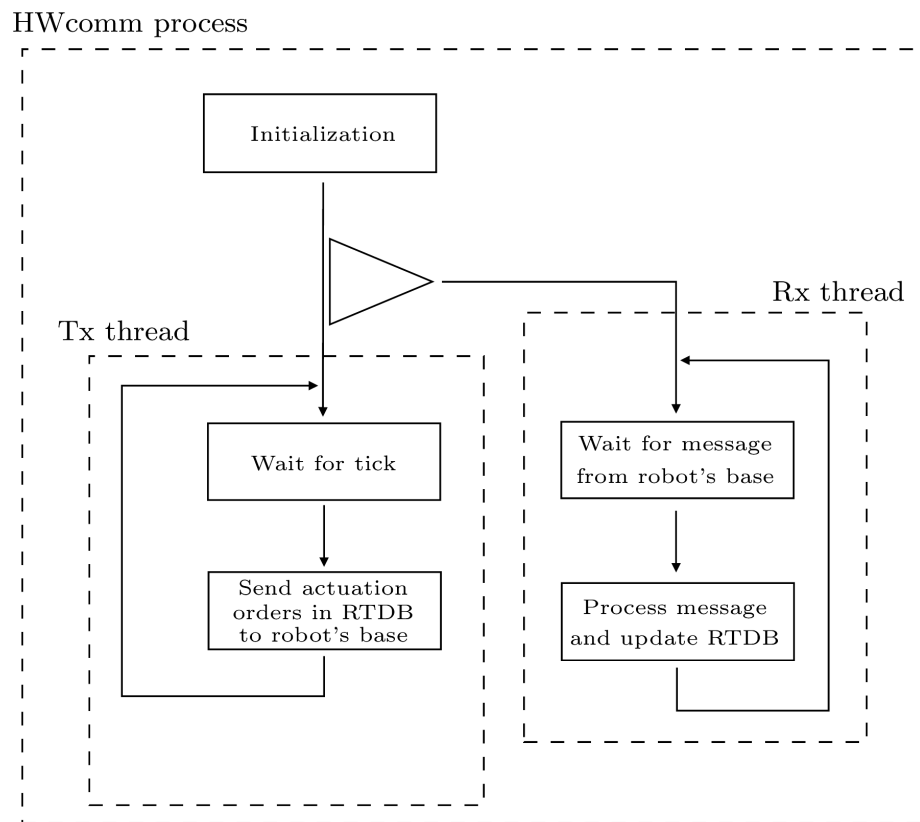 HWcomm process
Initialization
Rx thread
Tx thread
Wait for tick
Wait for message
from robot's base
Send actuation
orders in RTDB
to robot's base
Process message
and update RTDB